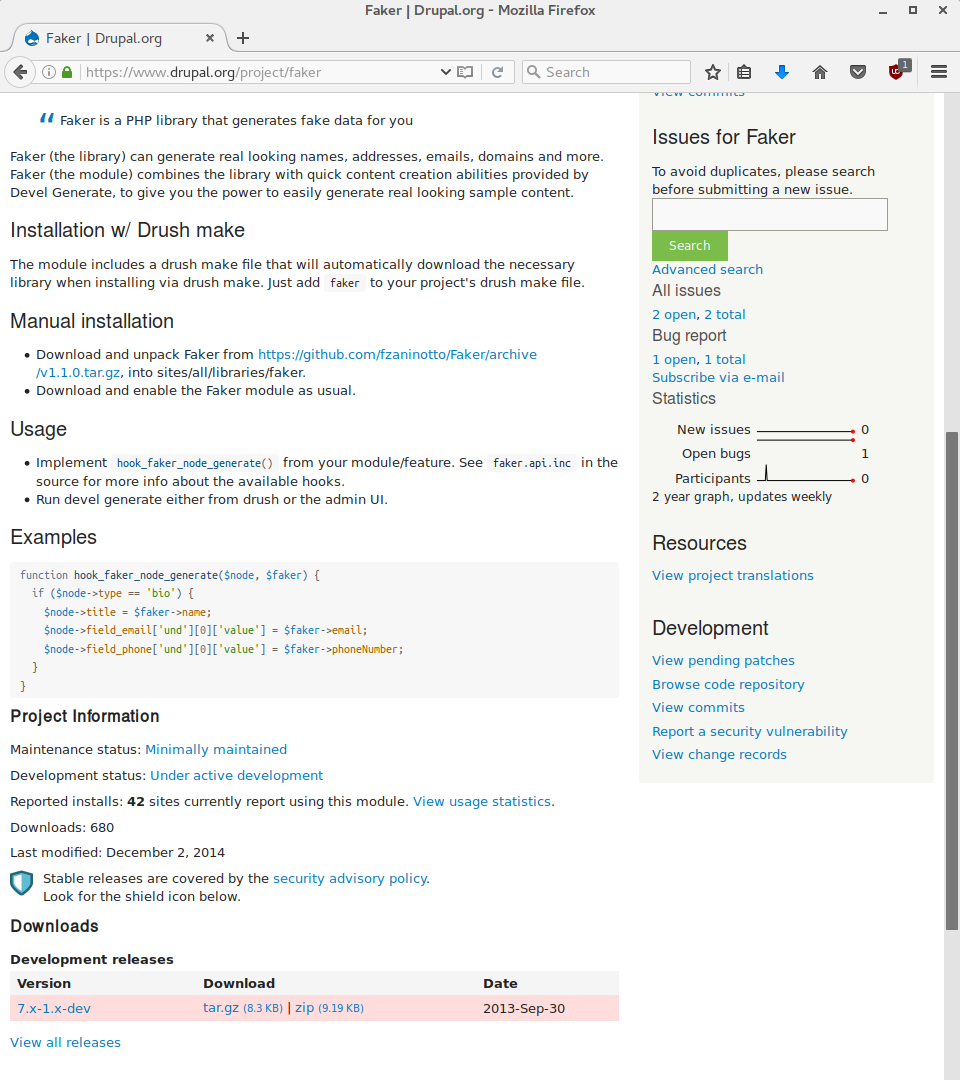 Faker | Drupal.org - Mozilla Firefox
Faker | Drupal.org
https://www.drupal.org/project/faker
Search
1
“ Faker is a PHP library that generates fake data for you
Faker (the library) can generate real looking names, addresses, emails, domains and more.
Faker (the module) combines the library with quick content creation abilities provided by
Devel Generate, to give you the power to easily generate real looking sample content.
Installation w/ Drush make
The module includes a drush make file that will automatically download the necessary
library when installing via drush make. Just add faker to your project's drush make file.
Manual installation
• Download and unpack Faker from https://github.com/fzaninotto/Faker/archive
/v1.1.0.tar.gz, into sites/all/libraries/faker.
• Download and enable the Faker module as usual.
Usage
• Implement hook_faker_node_generate() from your module/feature. See faker.api.inc in the
source for more info about the available hooks.
• Run devel generate either from drush or the admin UI.
Examples
function hook_faker_node_generate($node, $faker) {
if ($node->type == 'bio') {
$node->title = $faker->name;
$node->field_email['und'][0]['value'] = $faker->email;
$node->field_phone['und'][0]['value'] = $faker->phoneNumber;
}
}
Project Information
Maintenance status: Minimally maintained
Development status: Under active development
Reported installs: 42 sites currently report using this module. View usage statistics.
Downloads: 680
Last modified: December 2, 2014
Stable releases are covered by the security advisory policy.
Look for the shield icon below.
Downloads
Development releases
Version Download Date
7.x-1.x-dev tar.gz (8.3 KB) | zip (9.19 KB) 2013-Sep-30
View all releases
View commits
Issues for Faker
To avoid duplicates, please search
before submitting a new issue.
Search
Advanced search
All issues
2 open, 2 total
Bug report
1 open, 1 total
Subscribe via e-mail
Statistics
New issues 0
Open bugs 1
Participants 0
2 year graph, updates weekly
Resources
View project translations
Development
View pending patches
Browse code repository
View commits
Report a security vulnerability
View change records